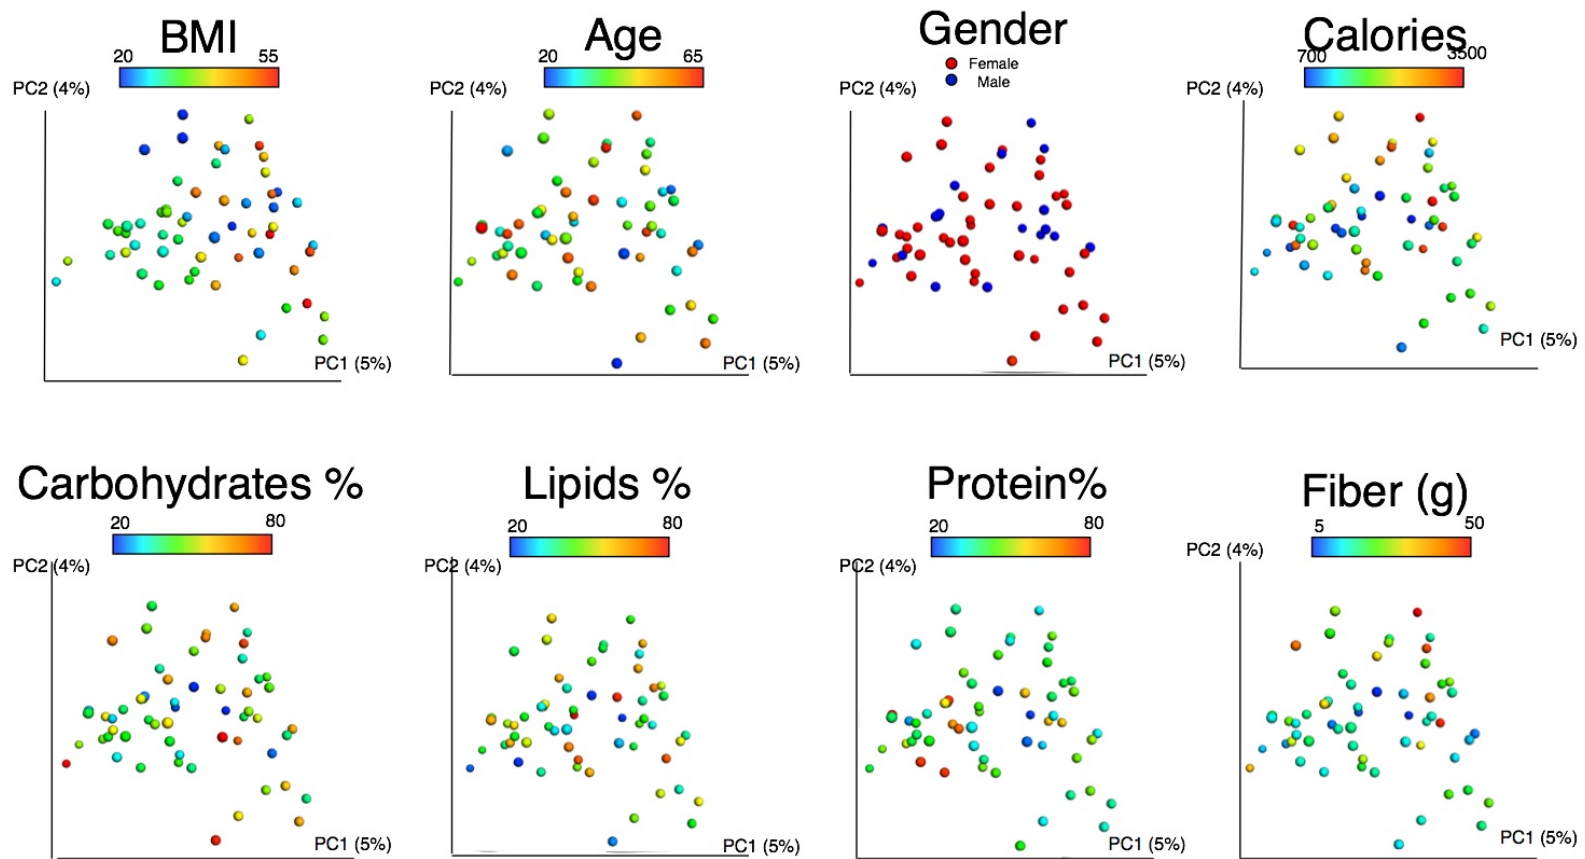 BMI
20 55
PC2 (4%)
PC1 (5%)
Age
20 65
PC2 (4%)
PC1 (5%)
Gender
Female
Male
PC2 (4%)
PC1 (5%)
Calories
700 3500
PC2 (4%)
PC1 (5%)
Carbohydrates %
20 80
PC2 (4%)
PC1 (5%)
Lipids %
20 80
PC2 (4%)
PC1 (5%)
Protein%
20 80
PC2 (4%)
PC1 (5%)
Fiber (g)
5 50
PC2 (4%)
PC1 (5%)